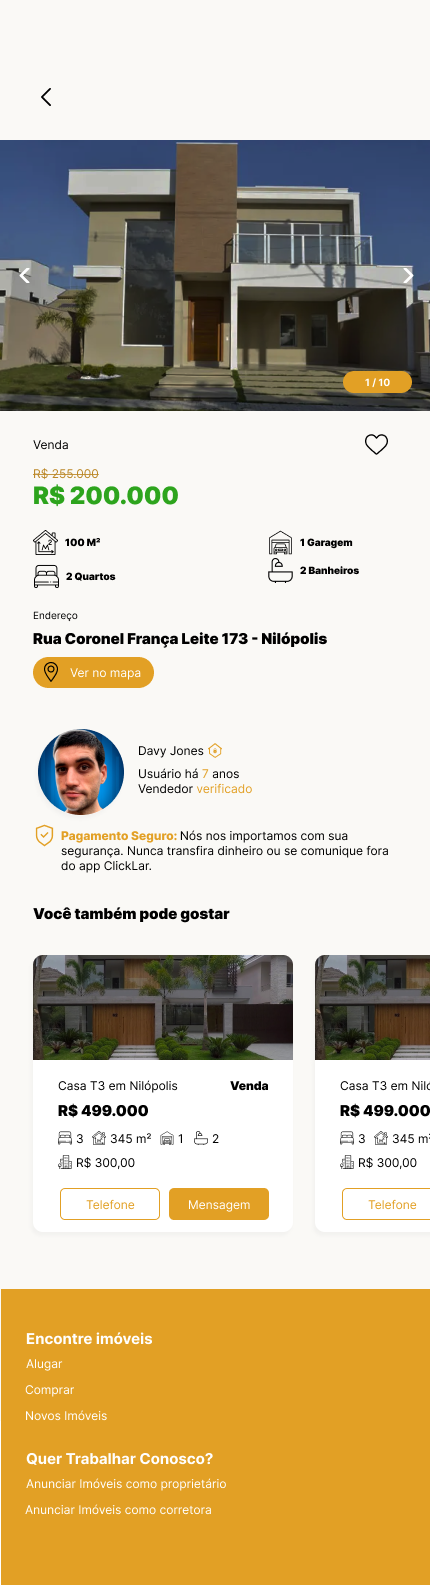 1 / 10
Venda
R$ 255.000
R$ 200.000
100 M²
1 Garagem
2 Quartos
2 Banheiros
Endereço
Rua Coronel França Leite 173 - Nilópolis
Ver no mapa
Davy Jones
Usuário há 7 anos
Vendedor verificado
Pagamento Seguro: Nós nos importamos com sua
segurança. Nunca transfira dinheiro ou se comunique fora
do app ClickLar.
Você também pode gostar
Casa T3 em Nilópolis
Venda
R$ 499.000
3
345 m²
1
2
R$ 300,00
Telefone
Mensagem
Casa T3 em Niló
R$ 499.000
3
345 m²
R$ 300,00
Telefone
Encontre imóveis
Alugar
Comprar
Novos Imóveis
Quer Trabalhar Conosco?
Anunciar Imóveis como proprietário
Anunciar Imóveis como corretora